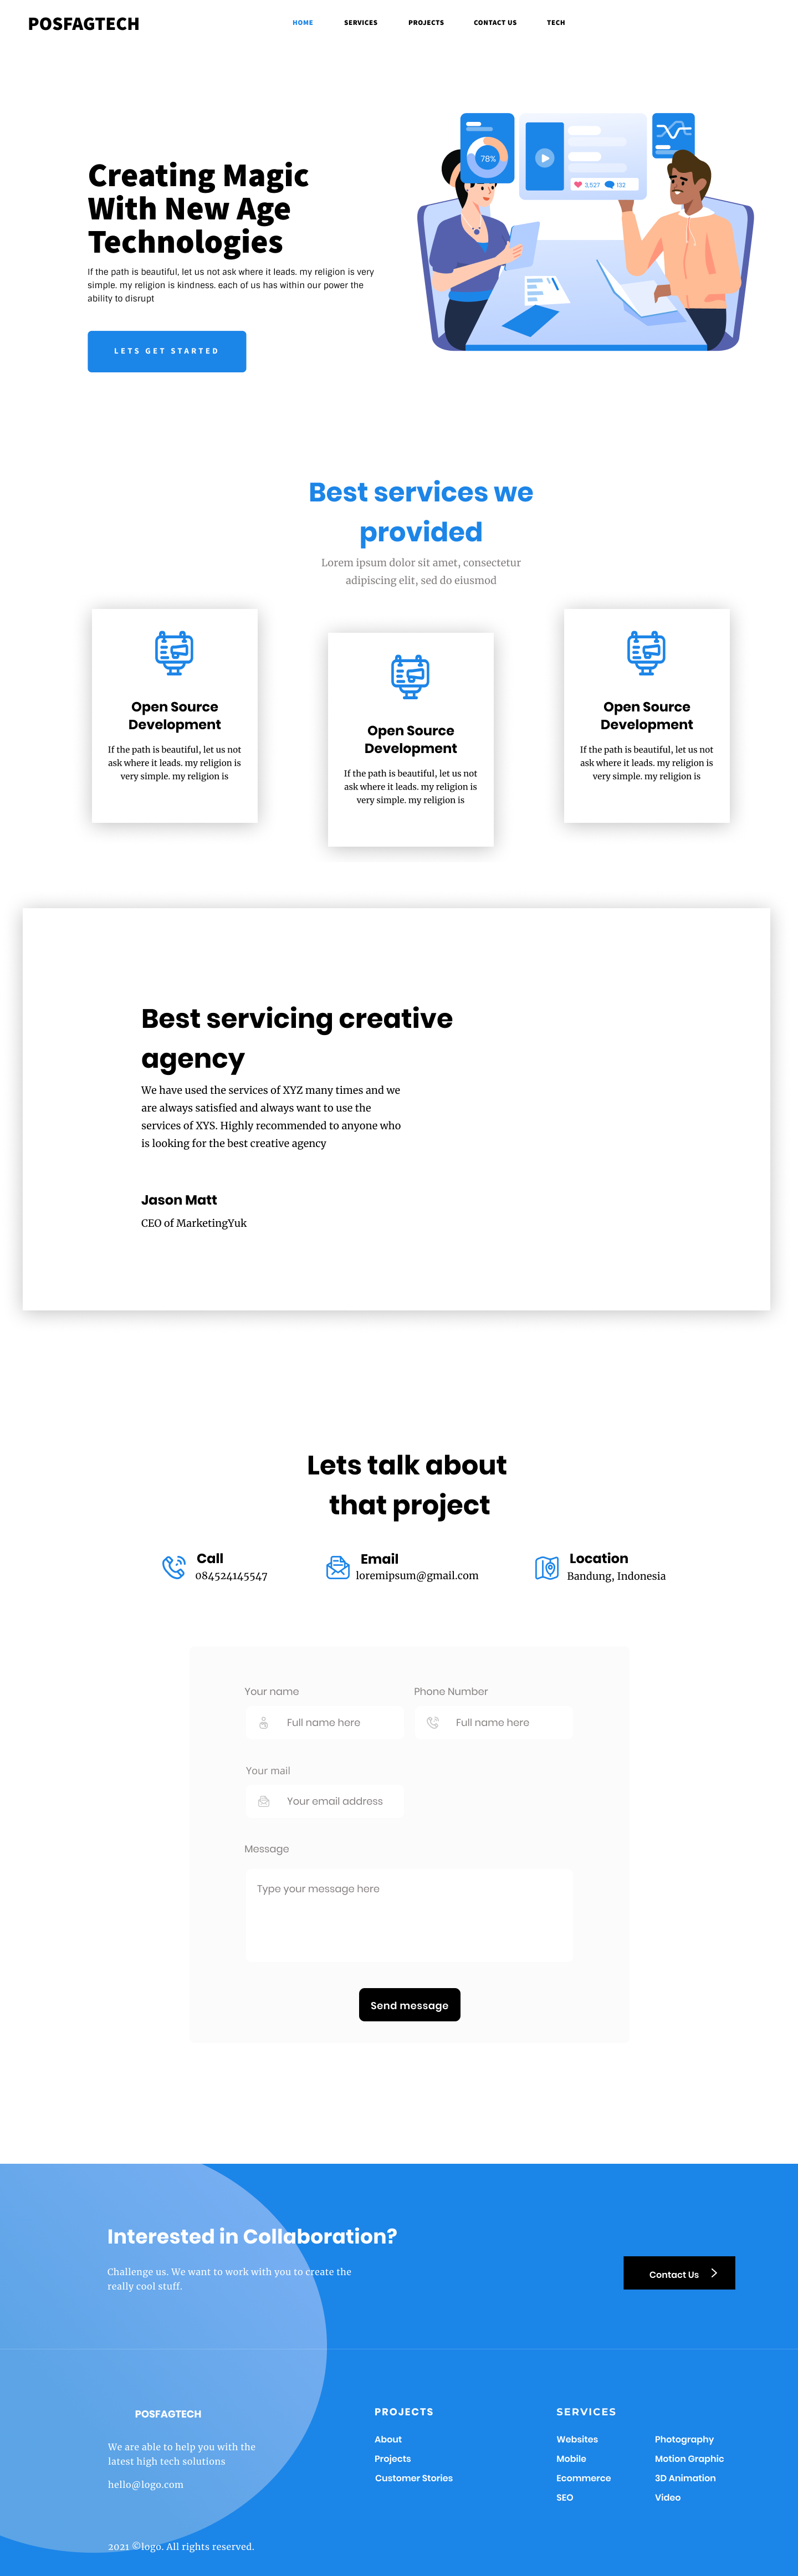 POSFAGTECH
HOME SERVICES PROJECTS CONTACT US TECH
78%
3,527 132
Creating Magic
With New Age
Technologies
If the path is beautiful, let us not ask where it leads. my religion is very
simple. my religion is kindness. each of us has within our power the
ability to disrupt
LETS GET STARTED
Best services we
provided
Lorem ipsum dolor sit amet, consectetur
adipiscing elit, sed do eiusmod
Open Source
Development
If the path is beautiful, let us not
ask where it leads. my religion is
very simple. my religion is
Open Source
Development
If the path is beautiful, let us not
ask where it leads. my religion is
very simple. my religion is
Open Source
Development
If the path is beautiful, let us not
ask where it leads. my religion is
very simple. my religion is
Best servicing creative
agency
We have used the services of XYZ many times and we
are always satisfied and always want to use the
services of XYS. Highly recommended to anyone who
is looking for the best creative agency
Jason Matt
CEO of MarketingYuk
Lets talk about
that project
Call
084524145547
Email
loremipsum@gmail.com
Location
Bandung, Indonesia
Your name
Full name here
Phone Number
Full name here
Your mail
Your email address
Message
Type your message here
Send message
Interested in Collaboration?
Challenge us. We want to work with you to create the
really cool stuff.
Contact Us
POSFAGTECH
We are able to help you with the
latest high tech solutions
hello@logo.com
PROJECTS
About
Projects
Customer Stories
SERVICES
Websites
Mobile
Ecommerce
SEO
Photography
Motion Graphic
3D Animation
Video
2021 ©logo. All rights reserved.